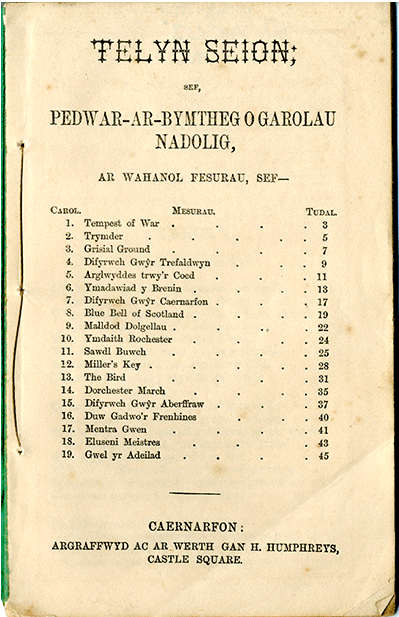 TELYN SEION;
SEF,
PEDWAR-AR-BYMTHEG O GAROLAU
NADOLIG,
AR WAHANOL FESURAU, SEF—
CAROL. MESURAU. TUDAL.
1. Tempest of War . . . . 3
2. Trymder . . . . . 5
3. Grisial Ground . . . . 7
4. Difyrwch Gwŷr Trefaldwyn . . . 9
5. Arglwyddes trwy'r Coed . . . 11
6. Ymadawiad y Brenin . . . 13
7. Difyrwch Gwŷr Caernarfon . . . 17
8. Blue Bell of Scotland . . . 19
9. Malldod Dolgellau . . . . 22
10. Ymdaith Rochester . . . . 24
11. Sawdl Buwch . . . . 25
12. Miller's Key . . . . . 28
13. The Bird . . . . . 31
14. Dorchester March . . . . 35
15. Difyrwch Gwŷr Aberffraw . . . 37
16. Duw Gadwo'r Frenhines . . . 40
17. Mentra Gwen . . . . 41
18. Eluseni Meistres . . . . 43
19. Gwel yr Adeilad . . . . 45
CAERNARFON:
ARGRAFFWYD AC AR WERTH GAN H. HUMPHREYS,
CASTLE SQUARE.